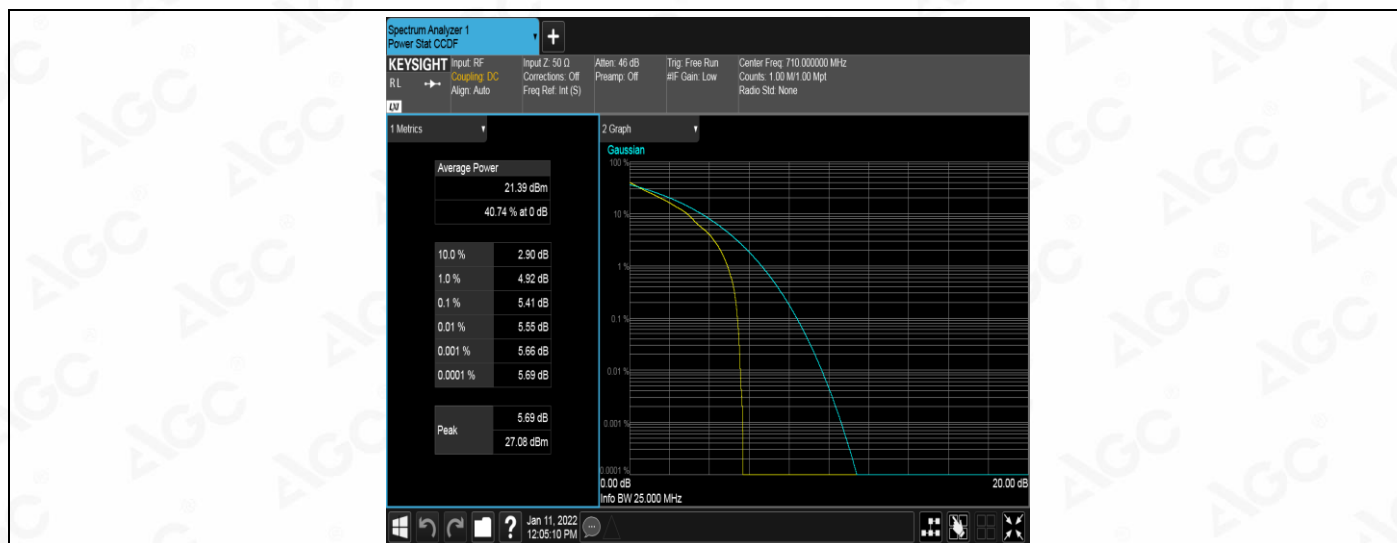 Spectrum Analyzer 1
Power Stat CCDF
KEYSIGHT
R L
LXI
Input: RF
Coupling: DC
Align: Auto
Input Z: 50 Ω
Corrections: Off
Freq Ref: Int (S)
Atten: 46 dB
Preamp: Off
Trig: Free Run
#IF Gain: Low
Center Freq: 710.000000 MHz
Counts: 1.00 M/1.00 Mpt
Radio Std: None
1 Metrics
Average Power
21.39 dBm
40.74 % at 0 dB
10.0 % 2.90 dB
1.0 % 4.92 dB
0.1 % 5.41 dB
0.01 % 5.55 dB
0.001 % 5.66 dB
0.0001 % 5.69 dB
Peak
5.69 dB
27.08 dBm
2 Graph
Gaussian
100 %
10 %
1 %
0.1 %
0.01 %
0.001 %
0.0001 %
0.00 dB 20.00 dB
Info BW 25.000 MHz
Jan 11, 2022
12:05:10 PM
AGC